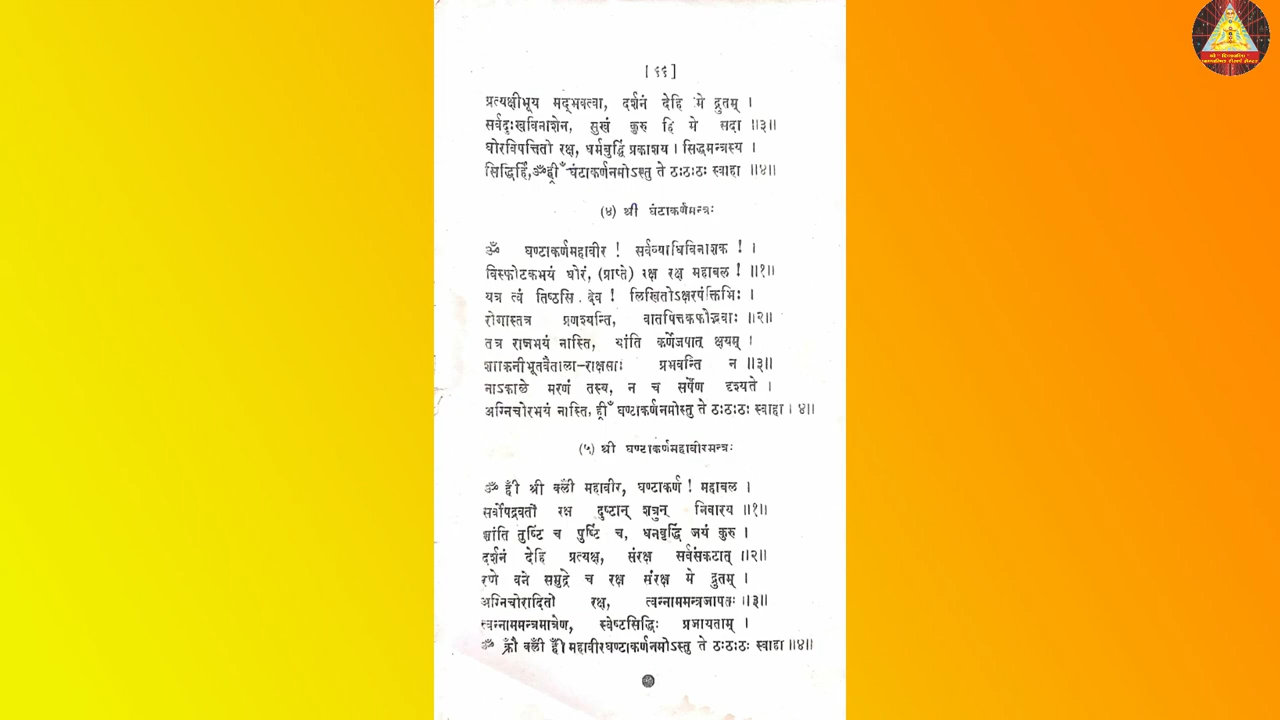 [ ६६ ]
प्रत्यक्षीभूय मद्भक्त्या, दर्शनं देहि मे द्रुतम् ।
सर्वदुःखविनाशेन, सुखं कुरु हि मे सदा ॥३॥
घोरविपत्तितो रक्ष, धर्मबुद्धिं प्रकाशय । सिद्धमन्त्रस्य ।
सिद्धिर्हि,ॐह्रीँ घंटाकर्णनमोऽस्तु ते ठःठःठः स्वाहा ॥४॥
(४) श्री घंटाकर्णमन्त्रः
ॐ घण्टाकर्णमहावीर ! सर्वव्याधिविनाशक ! ।
विस्फोटकभयं घोरं, (प्राप्ते) रक्ष रक्ष महाबल ! ॥१॥
यत्र त्वं तिष्ठसि देव ! लिखितोऽक्षरपंक्तिभिः ।
रोगास्तत्र प्रणश्यन्ति, वातपित्तकफोद्भवाः ॥२॥
तत्र राजभयं नास्ति, यांति कर्णेजपात् क्षयम् ।
शाकिनीभूतवैताला-राक्षसाः प्रभवन्ति न ॥३॥
नाऽकाले मरणं तस्य, न च सर्पेण दृश्यते ।
अग्निचोरभयं नास्ति, ह्रीँ घण्टाकर्णनमोस्तु ते ठःठःठः स्वाहा । ४॥
(५) श्री घण्टाकर्णमहावीरमन्त्रः
ॐ ह्रीँ श्री क्लीँ महावीर, घण्टाकर्ण ! महाबल ।
सर्वोपद्रवतो रक्ष दुष्टान् शत्रून् निवारय ॥१॥
शांति तुष्टिं च पुष्टिं च, धनवृद्धिं जयं कुरु ।
दर्शनं देहि प्रत्यक्ष, संरक्ष सर्वसंकटात् ॥२॥
रणे वने समुद्रे च रक्ष संरक्ष मे द्रुतम् ।
अग्निचोरादितो रक्ष, त्वन्नाममन्त्रजापतः ॥३॥
त्वन्नाममन्त्रमात्रेण, स्वेष्टसिद्धिः प्रजायताम् ।
ॐ क्रौँ क्लीँ ह्रीँ महावीरघण्टाकर्णनमोऽस्तु ते ठःठःठः स्वाहा ॥४॥